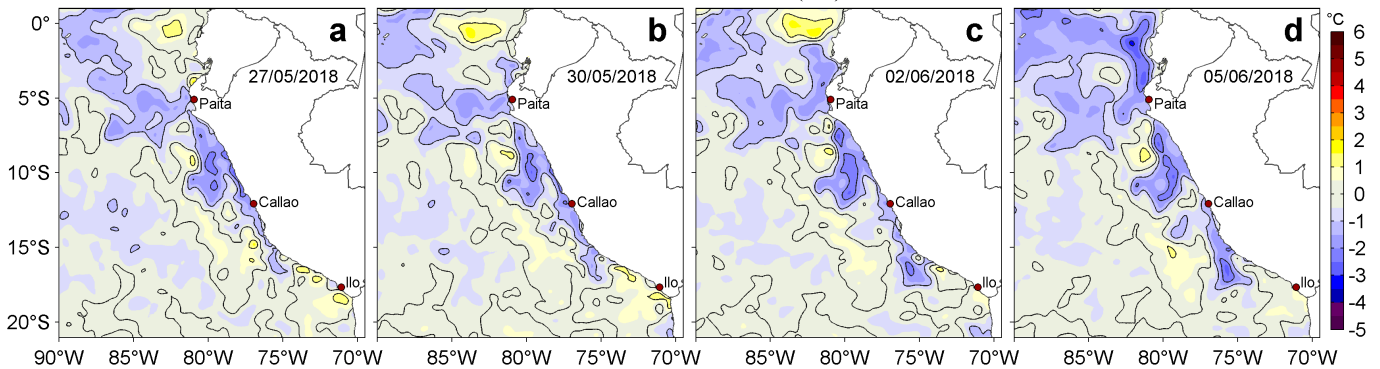 a b c d
°C
27/05/2018 30/05/2018 02/06/2018 05/06/2018
Paita Paita Paita Paita
Callao Callao Callao Callao
Ilo Ilo Ilo Ilo
0°
5°S
10°S
15°S
20°S
90°W 85°W 80°W 75°W 70°W
85°W 80°W 75°W 70°W
85°W 80°W 75°W 70°W
85°W 80°W 75°W 70°W
6
5
4
3
2
1
0
-1
-2
-3
-4
-5